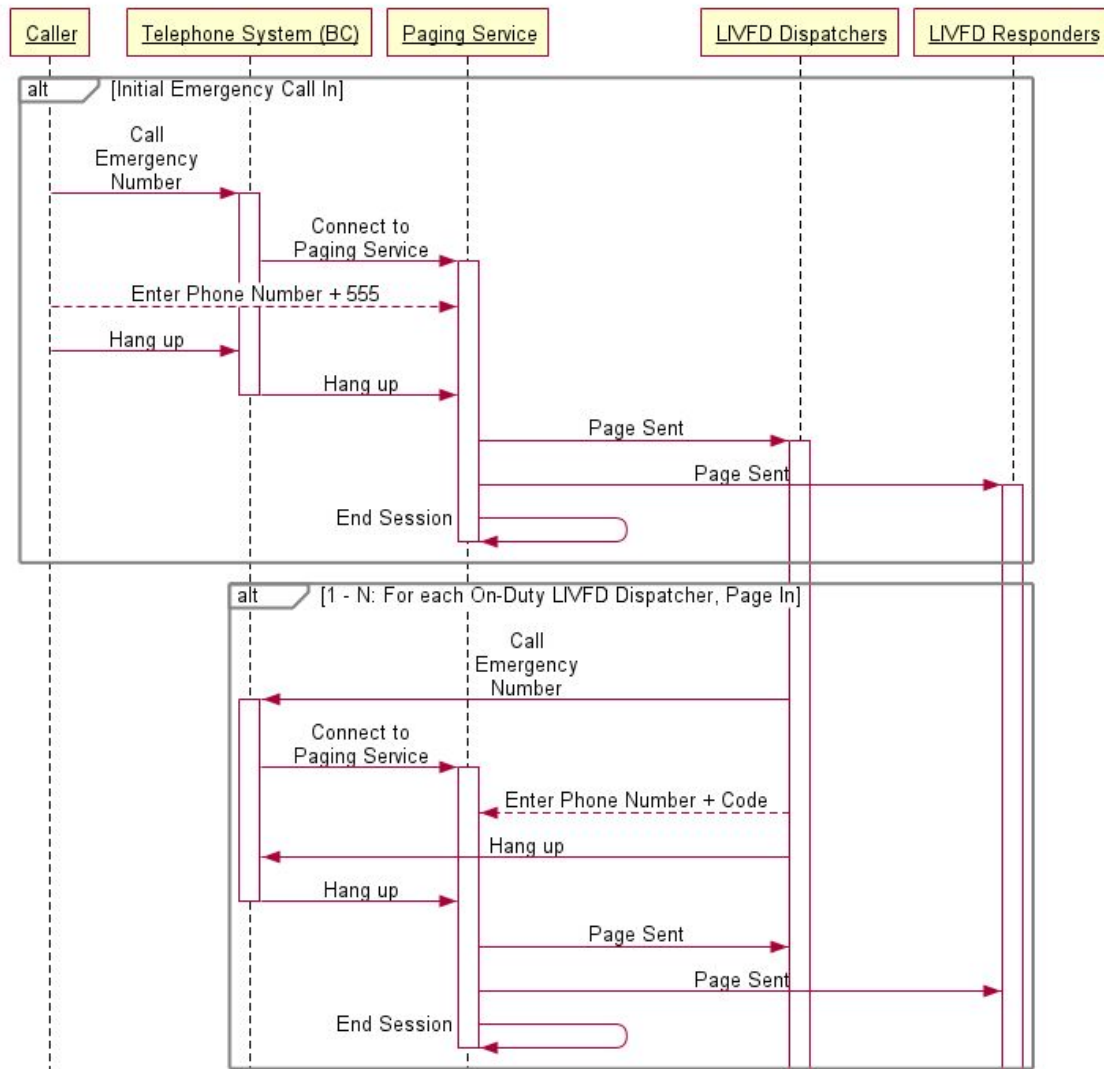 Caller
Telephone System (BC)
Paging Service
LIVFD Dispatchers
LIVFD Responders
alt
[Initial Emergency Call In]
Call
Emergency
Number
Connect to
Paging Service
Enter Phone Number + 555
Hang up
Hang up
Page Sent
Page Sent
End Session
alt
[1 - N: For each On-Duty LIVFD Dispatcher, Page In]
Call
Emergency
Number
Connect to
Paging Service
Enter Phone Number + Code
Hang up
Hang up
Page Sent
Page Sent
End Session